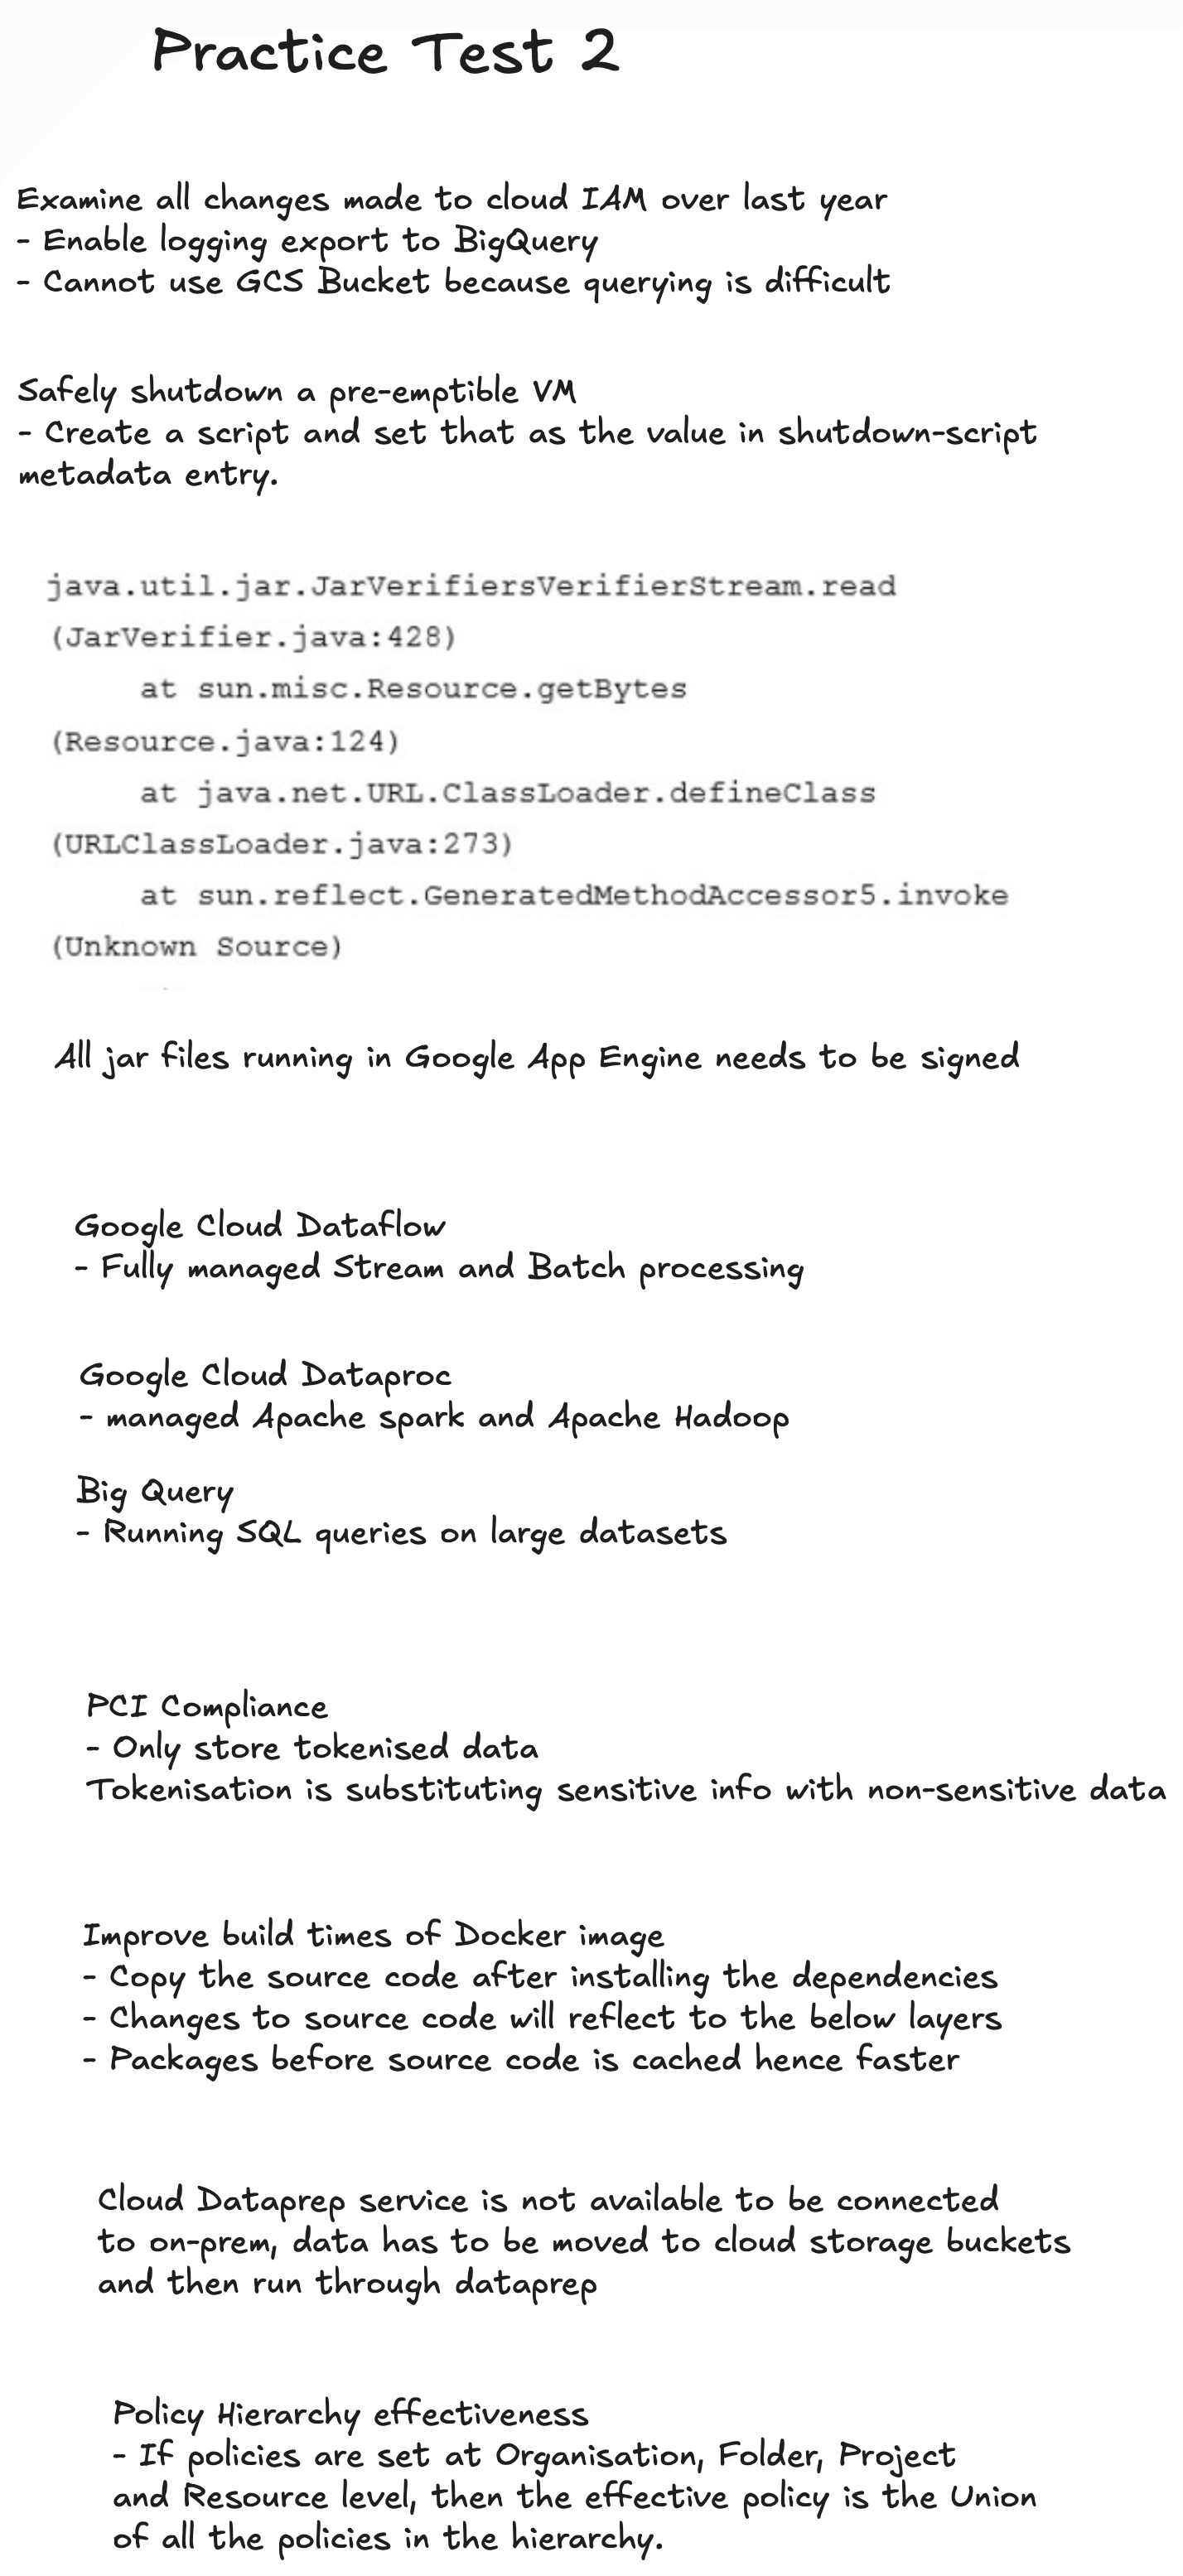 Practice Test 2
Examine all changes made to cloud IAM over last year
- Enable logging export to BigQuery
- Cannot use GCS Bucket because querying is difficult
Safely shutdown a pre-emptible VM
- Create a script and set that as the value in shutdown-script
metadata entry.
java.util.jar.JarVerifiersVerifierStream.read
(JarVerifier.java:428)
at sun.misc.Resource.getBytes
(Resource.java:124)
at java.net.URL.ClassLoader.defineClass
(URLClassLoader.java:273)
at sun.reflect.GeneratedMethodAccessor5.invoke
(Unknown Source)
All jar files running in Google App Engine needs to be signed
Google Cloud Dataflow
- Fully managed Stream and Batch processing
Google Cloud Dataproc
- managed Apache spark and Apache Hadoop
Big Query
- Running SQL queries on large datasets
PCI Compliance
- Only store tokenised data
Tokenisation is substituting sensitive info with non-sensitive data
Improve build times of Docker image
- Copy the source code after installing the dependencies
- Changes to source code will reflect to the below layers
- Packages before source code is cached hence faster
Cloud Dataprep service is not available to be connected
to on-prem, data has to be moved to cloud storage buckets
and then run through dataprep
Policy Hierarchy effectiveness
- If policies are set at Organisation, Folder, Project
and Resource level, then the effective policy is the Union
of all the policies in the hierarchy.